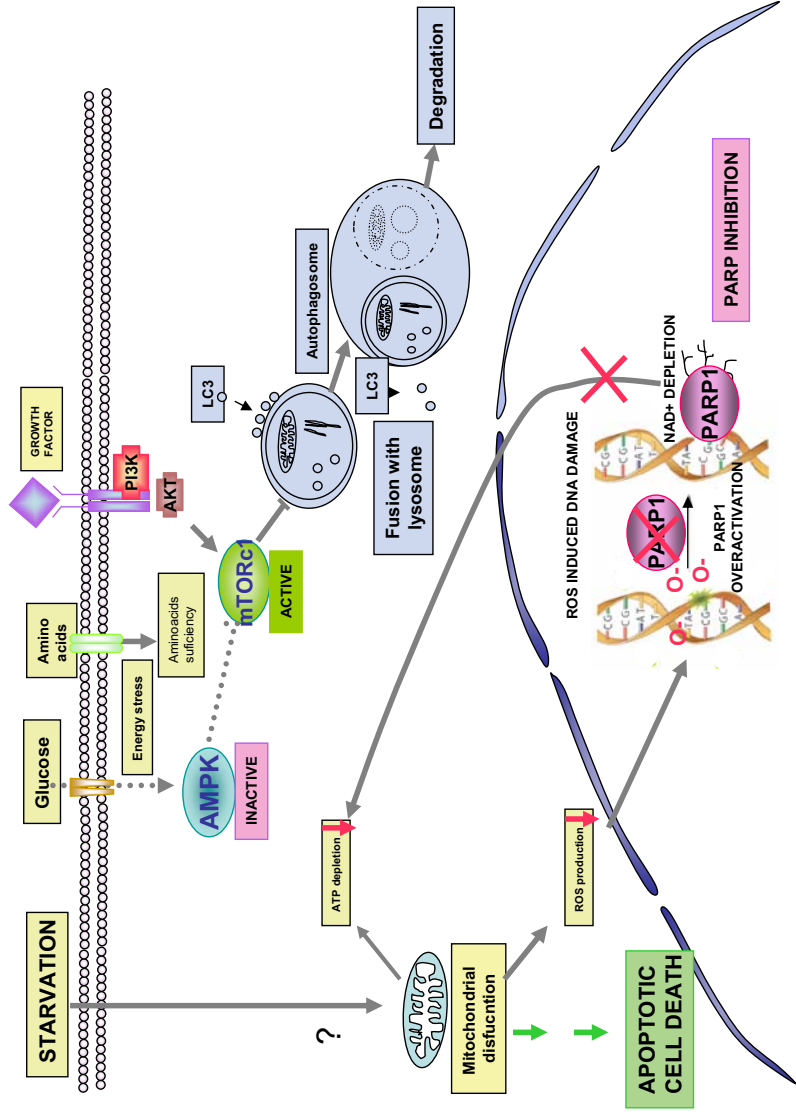 STARVATION
Glucose
Amino
acids
GROWTH
FACTOR
Energy stress
Aminoacids
suficiency
PI3K
AKT
AMPK
INACTIVE
mTORc1
ACTIVE
LC3
Autophagosome
LC3
Fusion with
lysosome
Degradation
?
ATP depletion
Mitochondrial
disfucntion
ROS production
APOPTOTIC
CELL DEATH
ROS INDUCED DNA DAMAGE
NAD+ DEPLETION
O-
O-
O-
PARP1
PARP1
PARP1
OVERACTIVATION
PARP INHIBITION